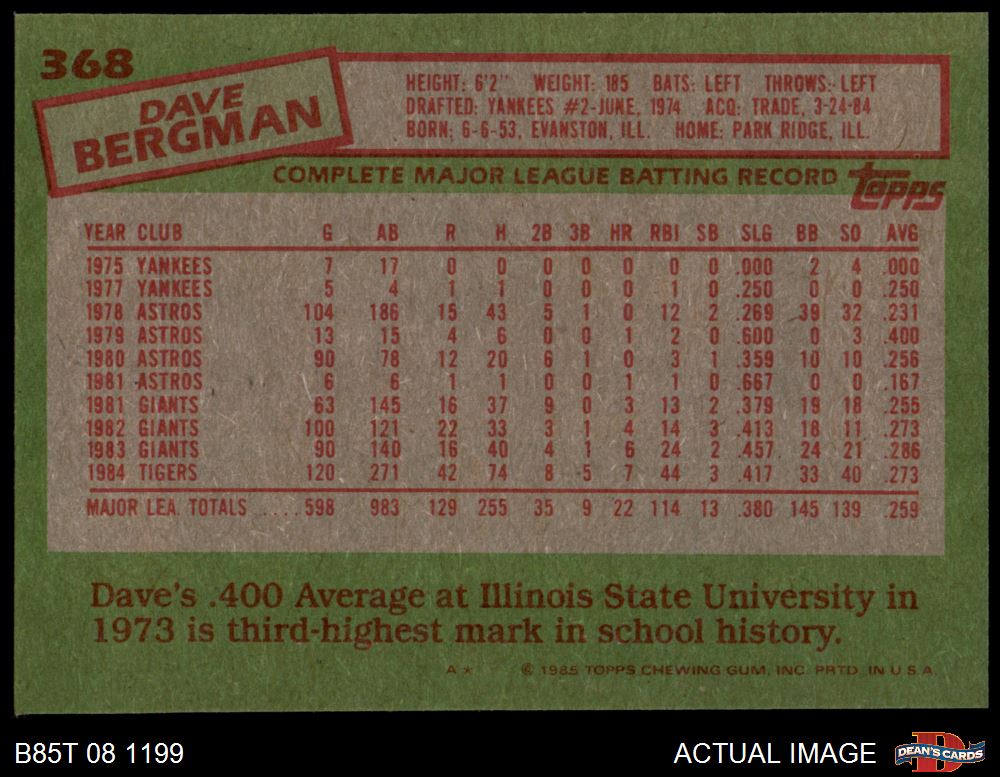 368
DAVE
BERGMAN
HEIGHT: 6'2" WEIGHT: 185 BATS: LEFT THROWS: LEFT
DRAFTED: YANKEES #2-JUNE, 1974 ACQ: TRADE, 3-24-84
BORN: 6-6-53, EVANSTON, ILL. HOME: PARK RIDGE, ILL.
COMPLETE MAJOR LEAGUE BATTING RECORD topps
YEAR CLUB G AB R H 2B 3B HR RBI SB SLG BB SO AVG
1975 YANKEES 7 17 0 0 0 0 0 0 0 .000 2 4 .000
1977 YANKEES 5 4 1 1 0 0 0 1 0 .250 0 0 .250
1978 ASTROS 104 186 15 43 5 1 0 12 2 .269 39 32 .231
1979 ASTROS 13 15 4 6 0 0 1 2 0 .600 0 3 .400
1980 ASTROS 90 78 12 20 6 1 0 3 1 .359 10 10 .256
1981 ASTROS 6 6 1 1 0 0 1 1 0 .667 0 0 .167
1981 GIANTS 63 145 16 37 9 0 3 13 2 .379 19 18 .255
1982 GIANTS 100 121 22 33 3 1 4 14 3 .413 18 11 .273
1983 GIANTS 90 140 16 40 4 1 6 24 2 .457 24 21 .286
1984 TIGERS 120 271 42 74 8 5 7 44 3 .417 33 40 .273
MAJOR LEA. TOTALS ....598 983 129 255 35 9 22 114 13 .380 145 139 .259
Dave's .400 Average at Illinois State University in
1973 is third-highest mark in school history.
A* © 1985 TOPPS CHEWING GUM, INC. PRTD. IN U.S.A.
B85T 08 1199 ACTUAL IMAGE DEAN'S CARDS